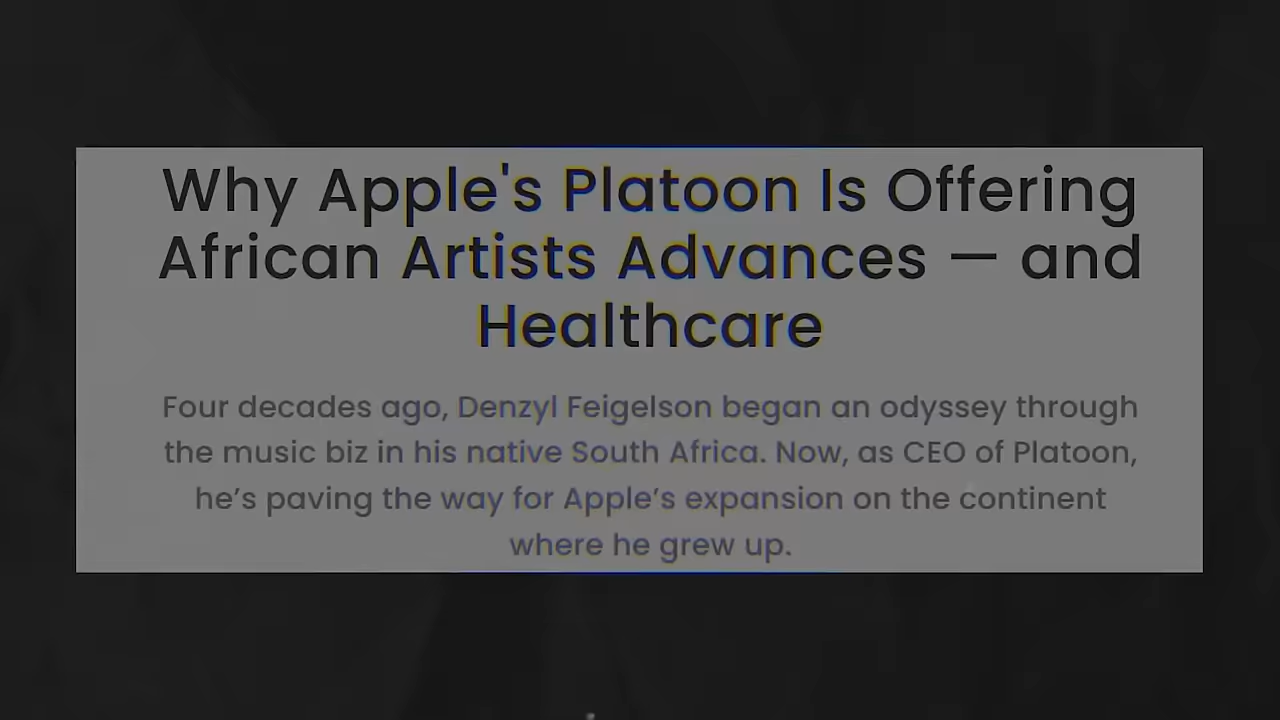 Why Apple's Platoon Is Offering
African Artists Advances — and
Healthcare
Four decades ago, Denzyl Feigelson began an odyssey through
the music biz in his native South Africa. Now, as CEO of Platoon,
he’s paving the way for Apple’s expansion on the continent
where he grew up.